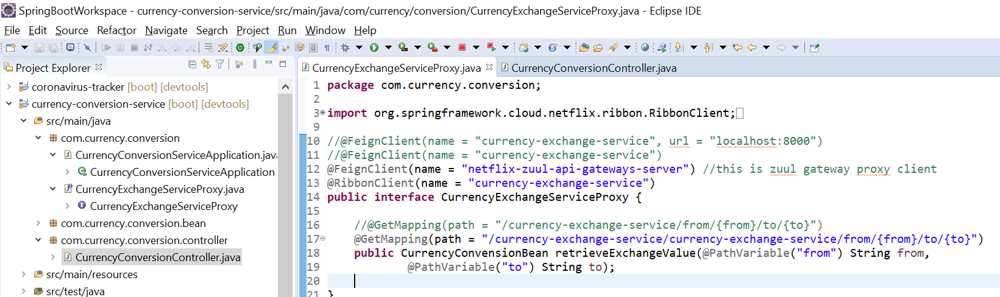 SpringBootWorkspace - currency-conversion-service/src/main/java/com/currency/conversion/CurrencyExchangeServiceProxy.java - Eclipse IDE
File Edit Source Refactor Navigate Search Project Run Window Help
Project Explorer
coronavirus-tracker [boot] [devtools]
currency-conversion-service [boot] [devtools]
src/main/java
com.currency.conversion
CurrencyConversionServiceApplication.java
CurrencyConversionServiceApplication
CurrencyExchangeServiceProxy.java
CurrencyExchangeServiceProxy
com.currency.conversion.bean
com.currency.conversion.controller
CurrencyConversionController.java
src/main/resources
src/test/java
CurrencyExchangeServiceProxy.java CurrencyConversionController.java
1 package com.currency.conversion;
2
3 import org.springframework.cloud.netflix.ribbon.RibbonClient;
9
10 //@FeignClient(name = "currency-exchange-service", url = "localhost:8000")
11 //@FeignClient(name = "currency-exchange-service")
12 @FeignClient(name = "netflix-zuul-api-gateways-server") //this is zuul gateway proxy client
13 @RibbonClient(name = "currency-exchange-service")
14 public interface CurrencyExchangeServiceProxy {
15
16 //@GetMapping(path = "/currency-exchange-service/from/{from}/to/{to}")
17 @GetMapping(path = "/currency-exchange-service/currency-exchange-service/from/{from}/to/{to}")
18 public CurrencyConvensionBean retrieveExchangeValue(@PathVariable("from") String from,
19 @PathVariable("to") String to);
20
21 }